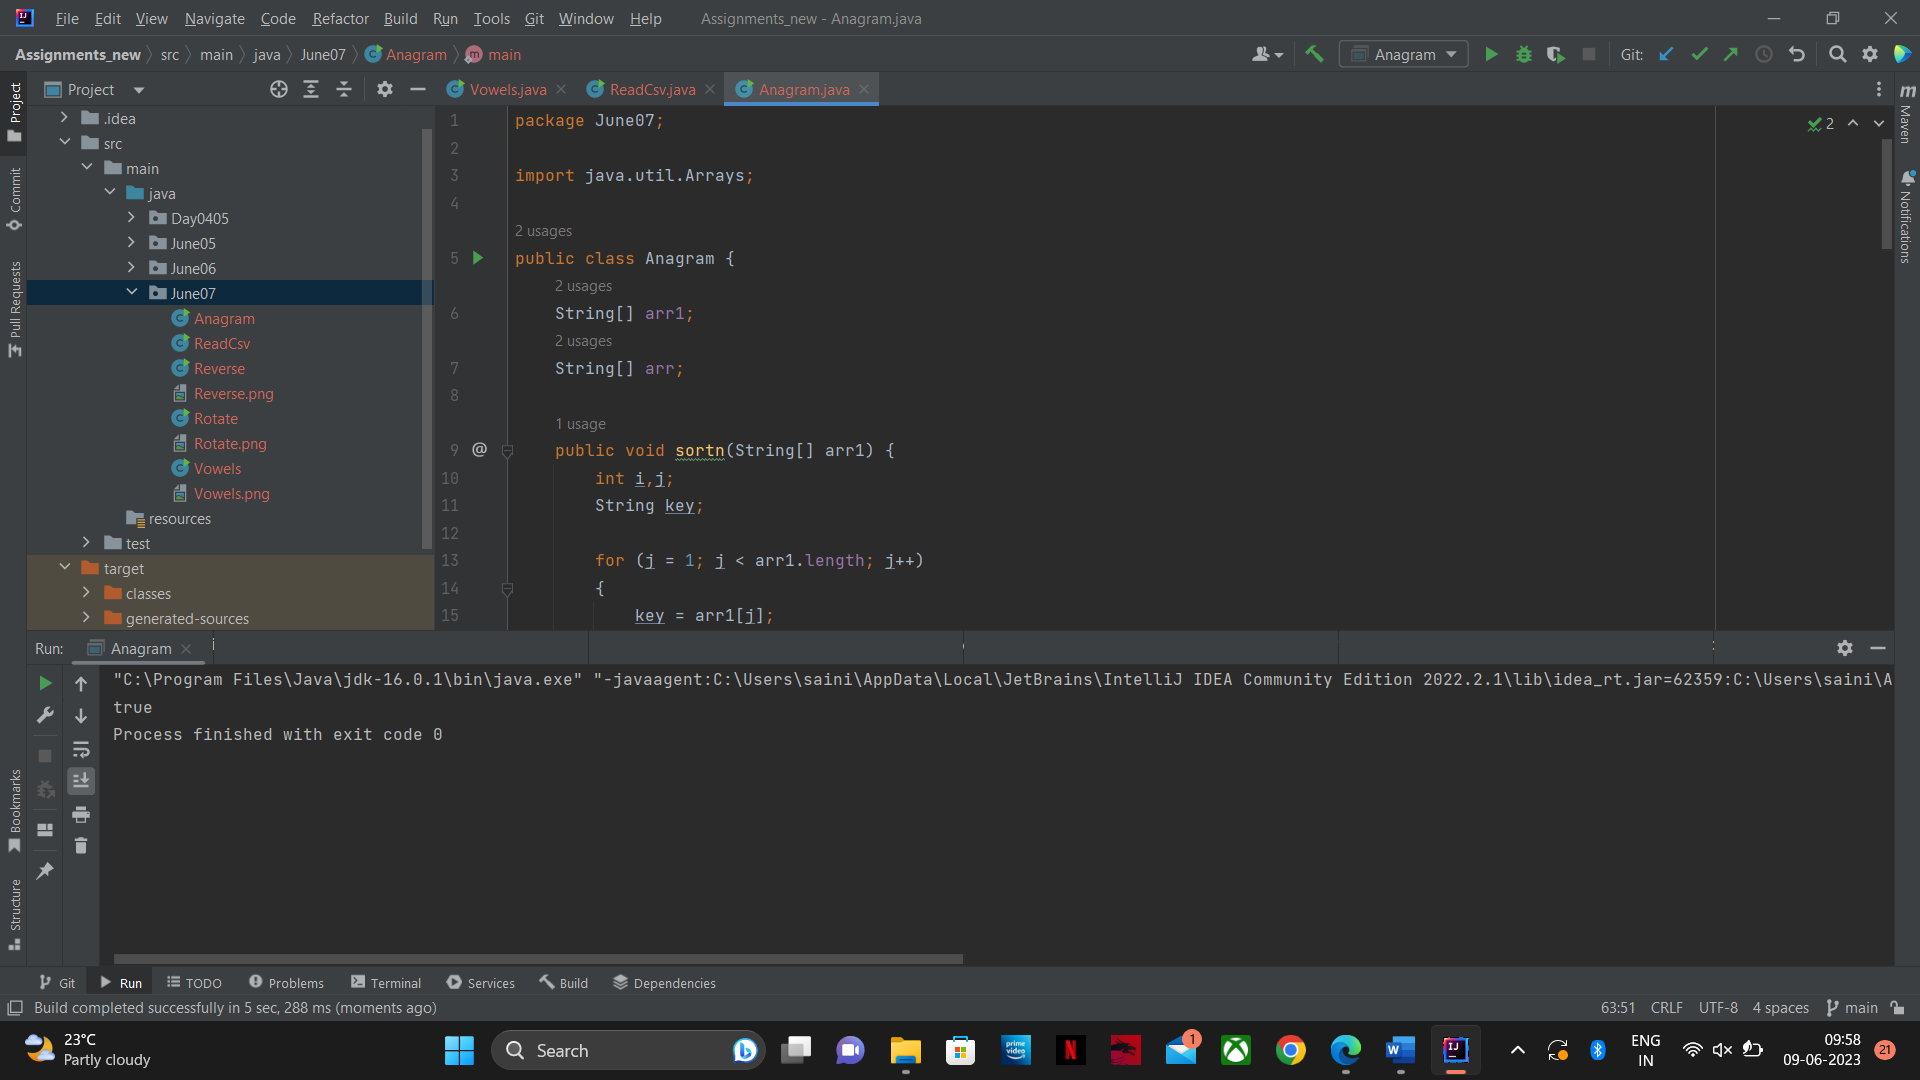 File Edit View Navigate Code Refactor Build Run Tools Git Window Help Assignments_new - Anagram.java
Assignments_new src main java June07 Anagram main Anagram Git:
Project Vowels.java ReadCsv.java Anagram.java
Project
Commit
Pull Requests
Bookmarks
Structure
.idea
src
main
java
Day0405
June05
June06
June07
Anagram
ReadCsv
Reverse
Reverse.png
Rotate
Rotate.png
Vowels
Vowels.png
resources
test
target
classes
generated-sources
1 package June07;
2
3 import java.util.Arrays;
4
2 usages
5 public class Anagram {
2 usages
6 String[] arr1;
2 usages
7 String[] arr;
8
1 usage
9 @ public void sortn(String[] arr1) {
10 int i,j;
11 String key;
12
13 for (j = 1; j < arr1.length; j++)
14 {
15 key = arr1[j];
2
Maven
Notifications
Run: Anagram
"C:\Program Files\Java\jdk-16.0.1\bin\java.exe" "-javaagent:C:\Users\saini\AppData\Local\JetBrains\IntelliJ IDEA Community Edition 2022.2.1\lib\idea_rt.jar=62359:C:\Users\saini\A
true
Process finished with exit code 0
Git Run TODO Problems Terminal Services Build Dependencies
Build completed successfully in 5 sec, 288 ms (moments ago) 63:51 CRLF UTF-8 4 spaces main
23°C
Partly cloudy
Search
prime video
N
1
W
ENG
IN
09:58
09-06-2023
21